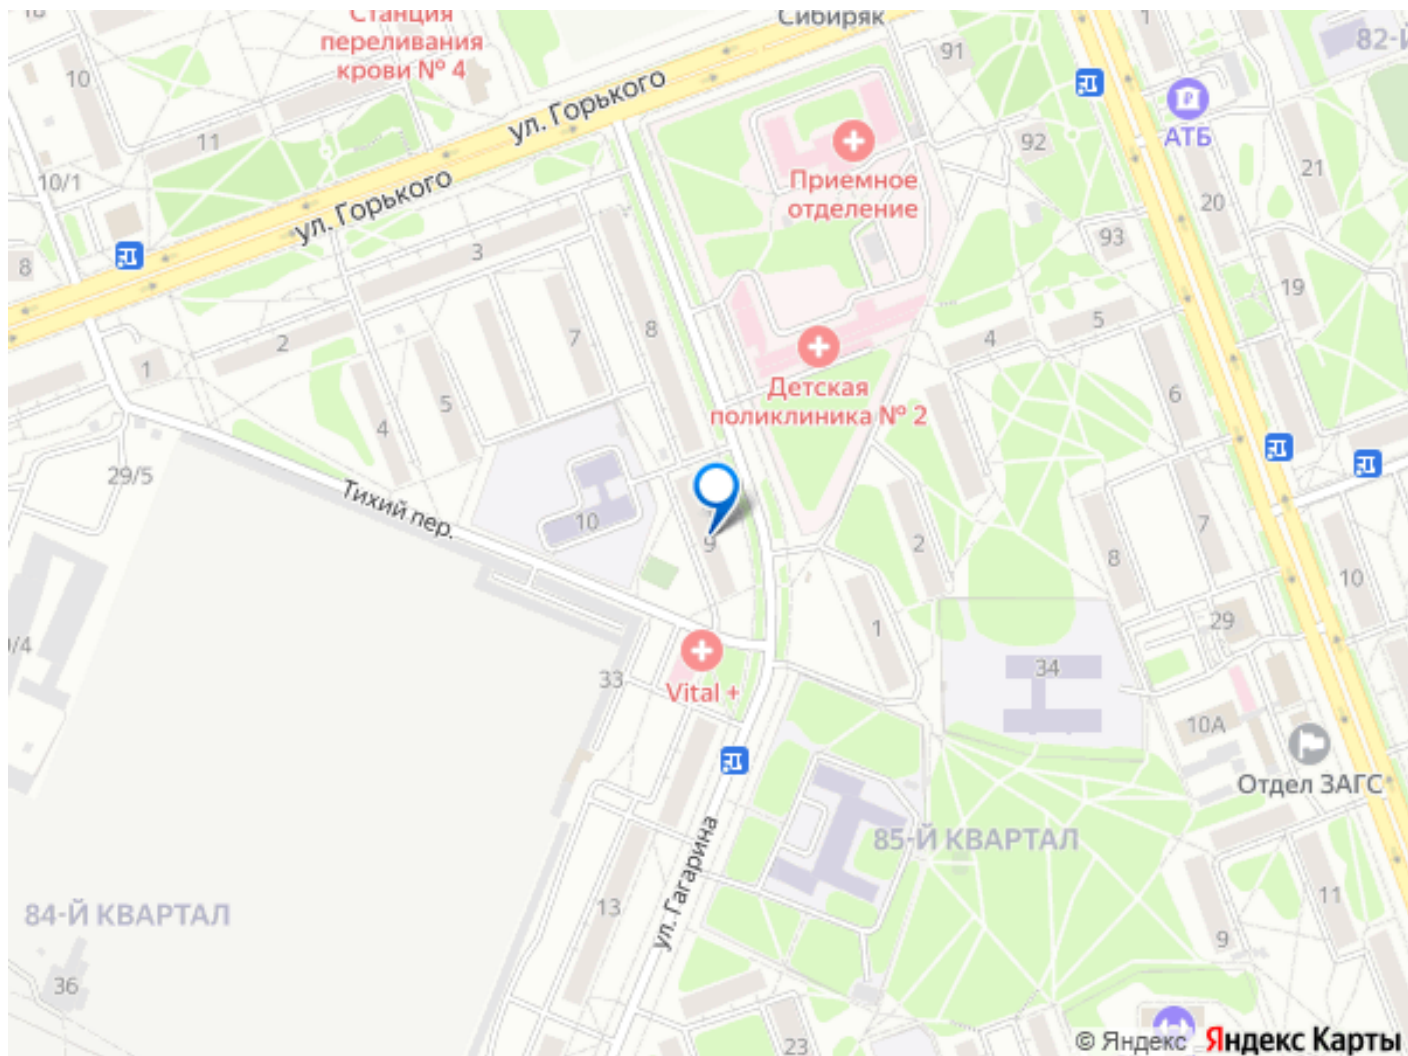 Станция
переливания
крови № 4
Сибиряк
10
11
10/1
8
ул. Горького
ул. Горького
91
92
93
82-Й
АТБ
21
20
19
Приемное
отделение
3
2
1
7
8
5
4
4
5
6
Детская
поликлиника № 2
29/5
Тихий пер.
10
9
2
1
8
7
10
29
34
33
Vital +
10А
Отдел ЗАГС
85-Й КВАРТАЛ
ул. Гагарина
84-Й КВАРТАЛ
13
36
11
9
23
© Яндекс Яндекс Карты